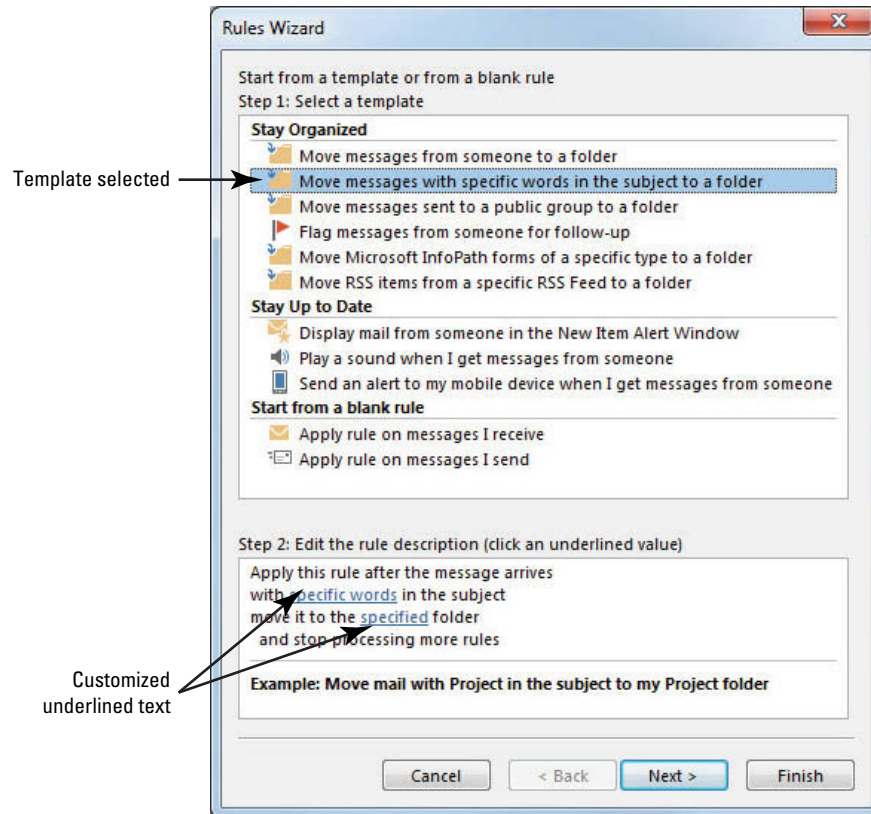 Rules Wizard
X
Start from a template or from a blank rule
Step 1: Select a template
Stay Organized
Move messages from someone to a folder
Template selected
Move messages with specific words in the subject to a folder
Move messages sent to a public group to a folder
Flag messages from someone for follow-up
Move Microsoft InfoPath forms of a specific type to a folder
Move RSS items from a specific RSS Feed to a folder
Stay Up to Date
Display mail from someone in the New Item Alert Window
Play a sound when I get messages from someone
Send an alert to my mobile device when I get messages from someone
Start from a blank rule
Apply rule on messages I receive
Apply rule on messages I send
Step 2: Edit the rule description (click an underlined value)
Apply this rule after the message arrives
with specific words in the subject
move it to the specified folder
and stop processing more rules
Customized
underlined text
Example: Move mail with Project in the subject to my Project folder
Cancel
< Back
Next >
Finish